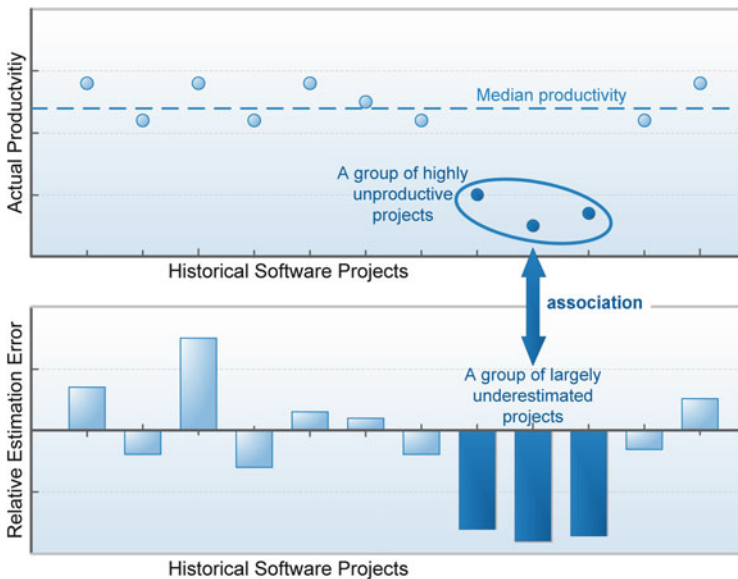 Actual Productivtiy
Median productivity
A group of highly
unproductive
projects
Historical Software Projects
association
Relative Estimation Error
A group of largely
underestimated
projects
Historical Software Projects